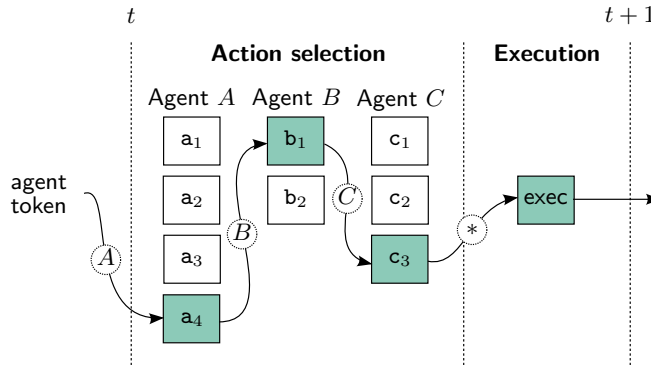 t
t + 1
Action selection
Execution
Agent A
Agent B
Agent C
a1
b1
c1
agent
token
a2
b2
C
c2
exec
A
B
a3
c3
*
a4